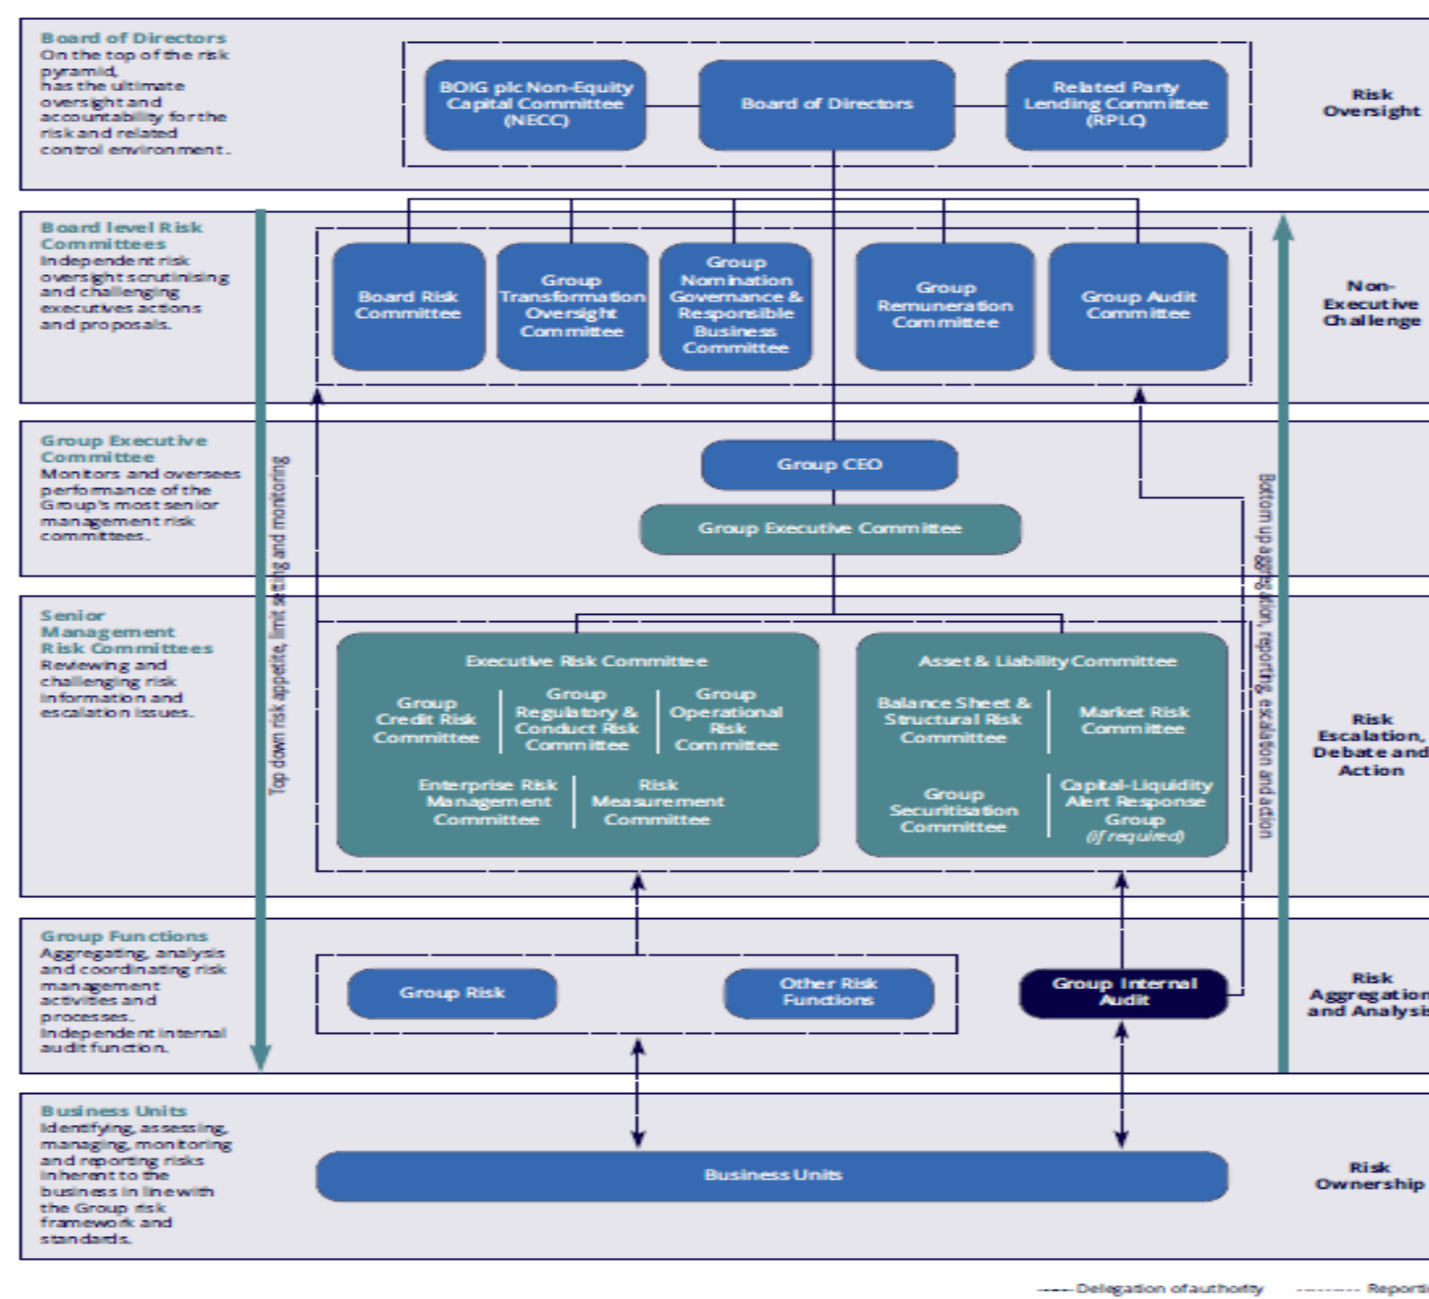 Board of Directors
On the top of the risk
pyramid,
has the ultimate
oversight and
accountability for the
risk and related
control environment.
BOIG plc Non-Equity
Capital Committee
(NECC)
Board of Directors
Related Party
Lending Committee
(RPLC)
Risk
Oversight
Board level Risk
Committees
Independent risk
oversight scrutinising
and challenging
executives actions
and proposals.
Board Risk
Committee
Group
Transformation
Oversight
Committee
Group
Nomination
Governance &
Responsible
Business
Committee
Group
Remuneration
Committee
Group Audit
Committee
Non-
Executive
Challenge
Group Executive
Committee
Monitors and oversees
performance of the
Group's most senior
management risk
committees.
Group CEO
Group Executive Committee
Top down risk appetite, limit setting and monitoring
Bottom up aggregation, reporting, escalation and action
Senior
Management
Risk Committees
Reviewing and
challenging risk
information and
escalation issues.
Executive Risk Committee
Group
Credit Risk
Committee
Group
Regulatory &
Conduct Risk
Committee
Group
Operational
Risk
Committee
Enterprise Risk
Management
Committee
Risk
Measurement
Committee
Asset & Liability Committee
Balance Sheet &
Structural Risk
Committee
Market Risk
Committee
Group
Securitisation
Committee
Capital-Liquidity
Alert Response
Group
(if required)
Risk
Escalation,
Debate and
Action
Group Functions
Aggregating, analysis
and coordinating risk
management
activities and
processes.
Independent internal
audit function.
Group Risk
Other Risk
Functions
Group Internal
Audit
Risk
Aggregation
and Analysis
Business Units
Identifying, assessing,
managing, monitoring
and reporting risks
inherent to the
business in line with
the Group risk
framework and
standards.
Business Units
Risk
Ownership
Delegation of authority
Reporti